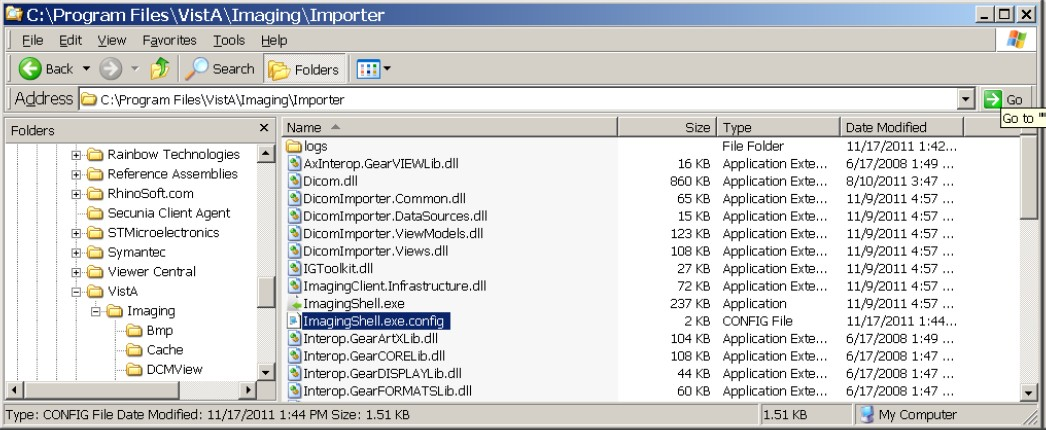 C:\Program Files\VistA\Imaging\Importer
File Edit View Favorites Tools Help
Back Search Folders
Address C:\Program Files\VistA\Imaging\Importer Go
Go to ""
Folders x Name Size Type Date Modified
Rainbow Technologies
Reference Assemblies
RhinoSoft.com
Secunia Client Agent
STMicroelectronics
Symantec
Viewer Central
VistA
Imaging
Bmp
Cache
DCMView
logs File Folder 11/17/2011 1:42...
AxInterop.GearVIEWLib.dll 16 KB Application Exte... 6/17/2008 1:49 ...
Dicom.dll 860 KB Application Exte... 8/10/2011 3:47 ...
DicomImporter.Common.dll 65 KB Application Exte... 11/9/2011 4:57 ...
DicomImporter.DataSources.dll 15 KB Application Exte... 11/9/2011 4:57 ...
DicomImporter.ViewModels.dll 123 KB Application Exte... 11/9/2011 4:57 ...
DicomImporter.Views.dll 108 KB Application Exte... 11/9/2011 4:57 ...
IGToolkit.dll 27 KB Application Exte... 11/9/2011 4:57 ...
ImagingClient.Infrastructure.dll 72 KB Application Exte... 11/9/2011 4:57 ...
ImagingShell.exe 237 KB Application 11/9/2011 4:57 ...
ImagingShell.exe.config 2 KB CONFIG File 11/17/2011 1:44...
Interop.GearArtXLib.dll 104 KB Application Exte... 6/17/2008 1:49 ...
Interop.GearCORELib.dll 108 KB Application Exte... 6/17/2008 1:47 ...
Interop.GearDISPLAYLib.dll 44 KB Application Exte... 6/17/2008 1:47 ...
Interop.GearFORMATSLib.dll 60 KB Application Exte... 6/17/2008 1:47 ...
Type: CONFIG File Date Modified: 11/17/2011 1:44 PM Size: 1.51 KB 1.51 KB My Computer